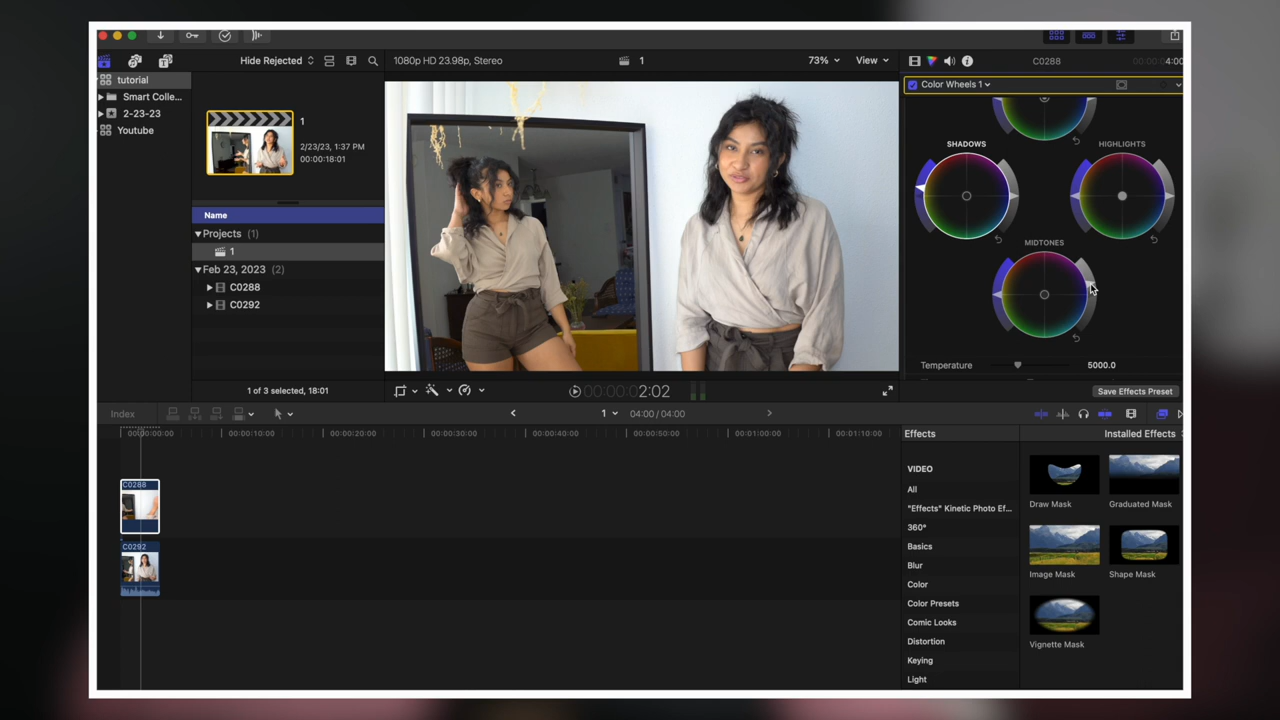 Hide Rejected
1080p HD 23.98p, Stereo
1
73%
View
C0288
4:00
tutorial
Smart Colle...
2-23-23
Youtube
1
2/23/23, 1:37 PM
00:00:18:01
Name
Projects (1)
1
Feb 23, 2023 (2)
C0288
C0292
1 of 3 selected, 18:01
Color Wheels 1
SHADOWS
HIGHLIGHTS
MIDTONES
Temperature
5000.0
Save Effects Preset
00:00:02:02
Index
1
04:00 / 04:00
00:00:00:00
00:00:10:00
00:00:20:00
00:00:30:00
00:00:40:00
00:00:50:00
00:01:00:00
00:01:10:00
C0288
C0292
Effects
Installed Effects
VIDEO
All
"Effects" Kinetic Photo Ef...
360°
Basics
Blur
Color
Color Presets
Comic Looks
Distortion
Keying
Light
Draw Mask
Graduated Mask
Image Mask
Shape Mask
Vignette Mask